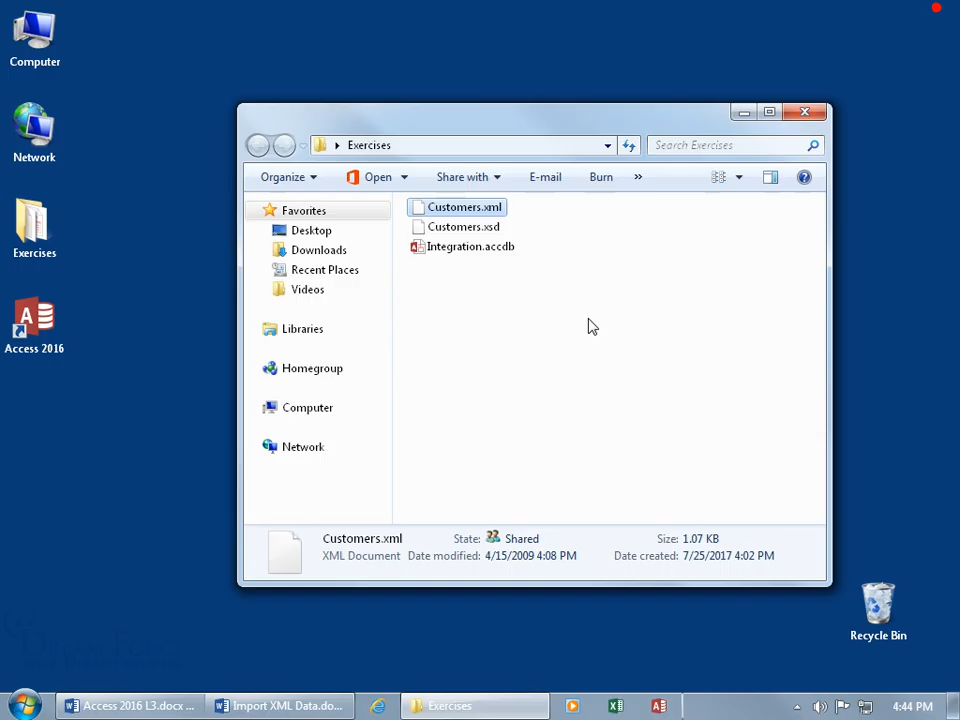 Computer
Network
Exercises
Access 2016
Exercises
Search Exercises
Organize
Open
Share with
E-mail
Burn
»
Favorites
Desktop
Downloads
Recent Places
Videos
Libraries
Homegroup
Computer
Network
Customers.xml
Customers.xsd
Integration.accdb
Customers.xml State: Shared Size: 1.07 KB
XML Document Date modified: 4/15/2009 4:08 PM Date created: 7/25/2017 4:02 PM
Recycle Bin
Access 2016 L3.docx ...
Import XML Data.do...
Exercises
4:44 PM